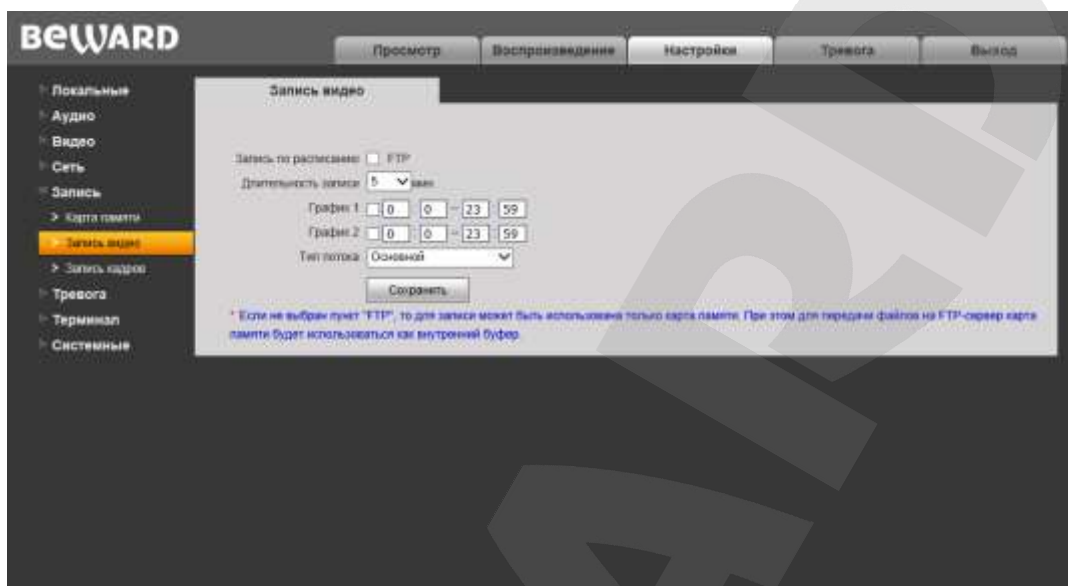 BEWARD
Просмотр Воспроизведение Настройки Тревога Выход
Локальные
Аудио
Видео
Сеть
Запись
Карта памяти
Запись видео
Запись кадров
Тревога
Терминал
Системные
Запись видео
Запись по расписанию FTP
Длительность записи 5 мин
График 1 0 : 0 – 23 : 59
График 2 0 : 0 – 23 : 59
Тип потока Основной
Сохранить
* Если не выбран пункт "FTP", то для записи может быть использована только карта памяти. При этом для передачи файлов на FTP-сервер карта
памяти будет использоваться как внутренний буфер.